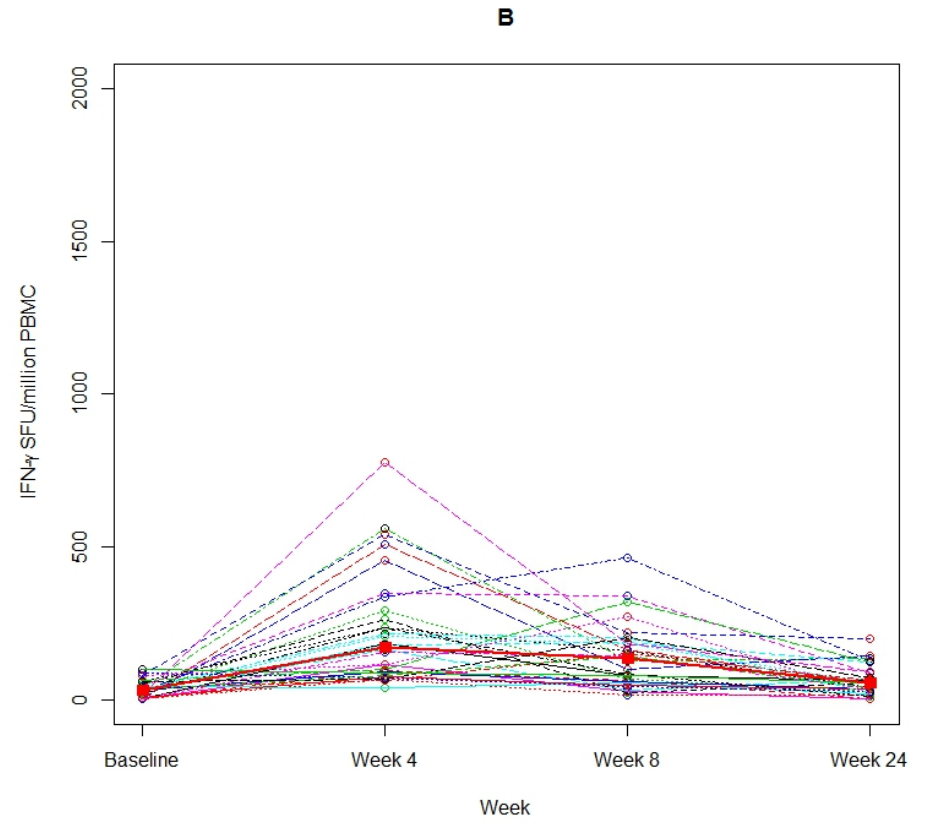 B
2000
1500
1000
500
0
IFN-γ SFU/million PBMC
Baseline Week 4 Week 8 Week 24
Week